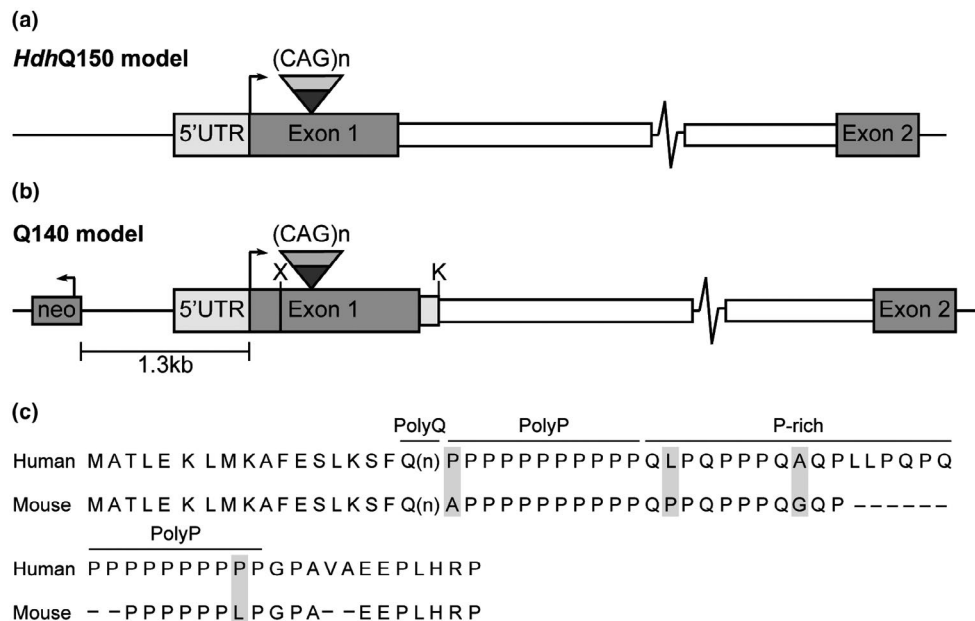 (a)
HdhQ150 model
(CAG)n
5'UTR Exon 1 Exon 2
(b)
Q140 model
(CAG)n
X K
neo 5'UTR Exon 1 Exon 2
1.3kb
(c)
PolyQ PolyP P-rich
Human M A T L E K L M K A F E S L K S F Q(n) P P P P P P P P P P P Q L P Q P P P Q A Q P L L P Q P Q
Mouse M A T L E K L M K A F E S L K S F Q(n) A P P P P P P P P P P Q P P Q P P P Q G Q P – – – – – –
PolyP
Human P P P P P P P P P P G P A V A E E P L H R P
Mouse – – P P P P P P L P G P A – – E E P L H R P